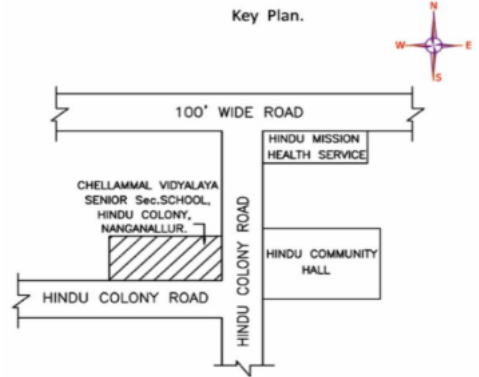 Key Plan.
N
W
E
S
100' WIDE ROAD
HINDU MISSION
HEALTH SERVICE
CHELLAMMAL VIDYALAYA
SENIOR Sec.SCHOOL,
HINDU COLONY,
NANGANALLUR.
HINDU COLONY ROAD
HINDU COMMUNITY
HALL
HINDU COLONY ROAD